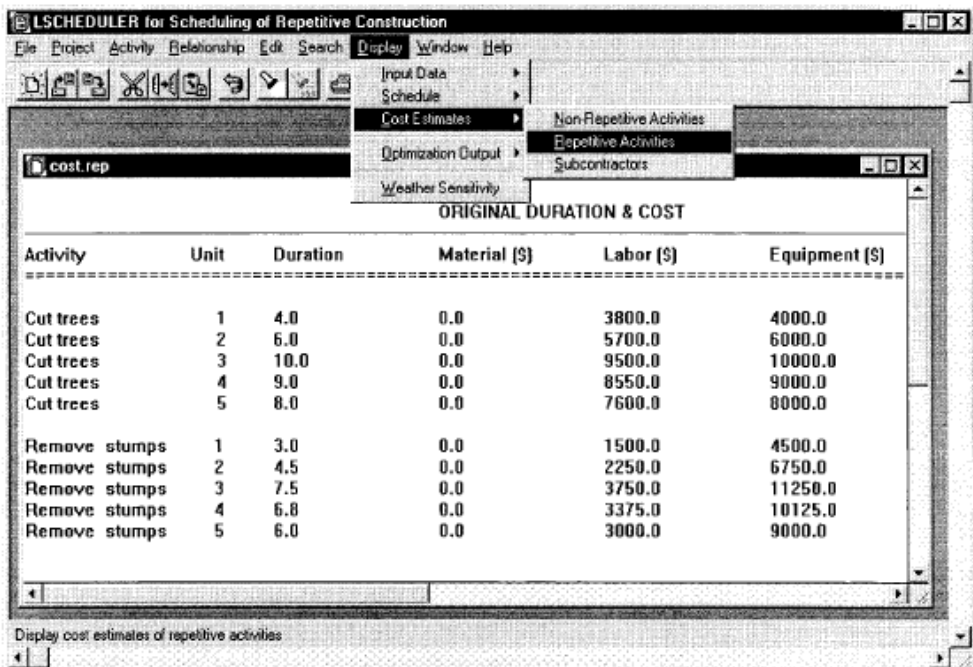 LSCHEDULER for Scheduling of Repetitive Construction
File Project Activity Relationship Edit Search Display Window Help
Input Data
Schedule
Cost Estimates
Optimization Output
Weather Sensitivity
Non-Repetitive Activities
Repetitive Activities
Subcontractors
cost.rep
ORIGINAL DURATION & COST
Activity Unit Duration Material ($) Labor ($) Equipment ($)
Cut trees 1 4.0 0.0 3800.0 4000.0
Cut trees 2 6.0 0.0 5700.0 6000.0
Cut trees 3 10.0 0.0 9500.0 10000.0
Cut trees 4 9.0 0.0 8550.0 9000.0
Cut trees 5 8.0 0.0 7600.0 8000.0
Remove stumps 1 3.0 0.0 1500.0 4500.0
Remove stumps 2 4.5 0.0 2250.0 6750.0
Remove stumps 3 7.5 0.0 3750.0 11250.0
Remove stumps 4 6.8 0.0 3375.0 10125.0
Remove stumps 5 6.0 0.0 3000.0 9000.0
Display cost estimates of repetitive activities